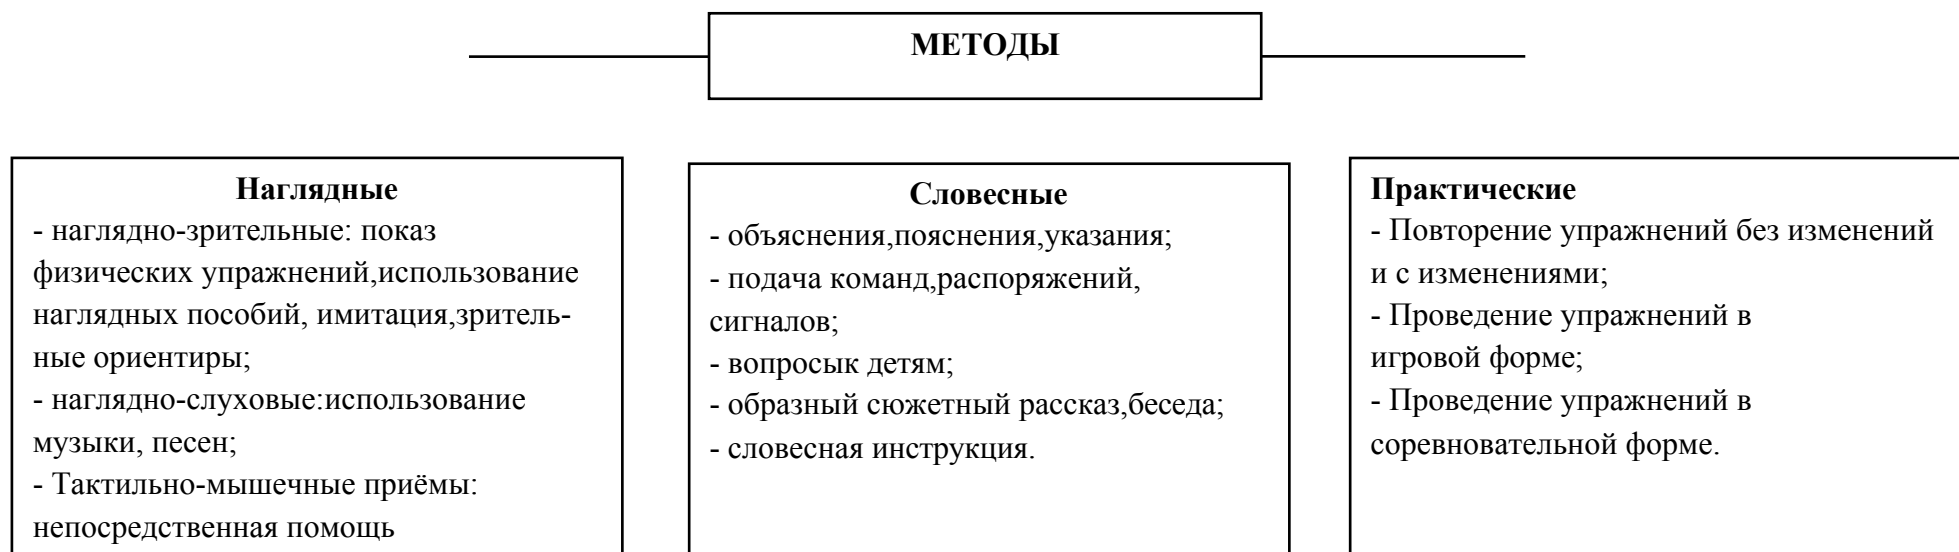 МЕТОДЫ
Наглядные
- наглядно-зрительные: показ
физических упражнений,использование
наглядных пособий, имитация,зритель-
ные ориентиры;
- наглядно-слуховые:использование
музыки, песен;
- Тактильно-мышечные приёмы:
непосредственная помощь
Словесные
- объяснения,пояснения,указания;
- подача команд,распоряжений,
сигналов;
- вопросык детям;
- образный сюжетный рассказ,беседа;
- словесная инструкция.
Практические
- Повторение упражнений без изменений
и с изменениями;
- Проведение упражнений в
игровой форме;
- Проведение упражнений в
соревновательной форме.